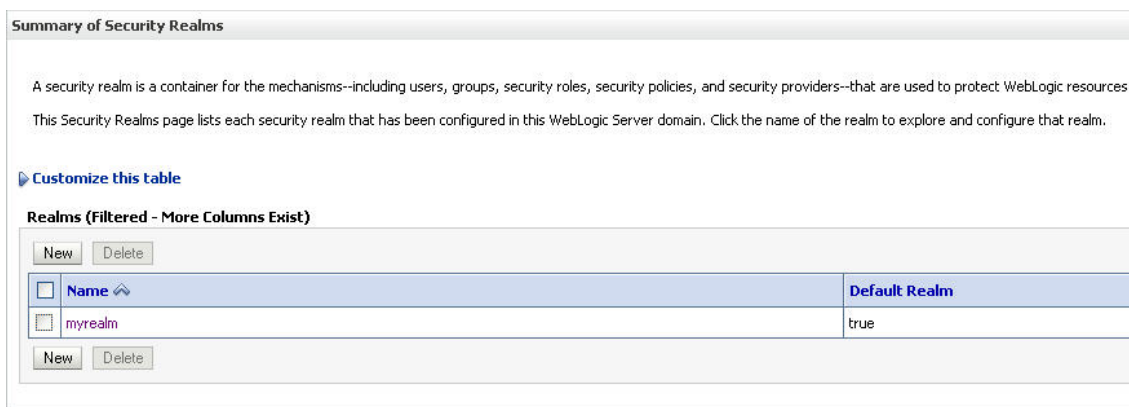 Summary of Security Realms
A security realm is a container for the mechanisms--including users, groups, security roles, security policies, and security providers--that are used to protect WebLogic resources
This Security Realms page lists each security realm that has been configured in this WebLogic Server domain. Click the name of the realm to explore and configure that realm.
Customize this table
Realms (Filtered - More Columns Exist)
New Delete
Name Default Realm
myrealm true
New Delete